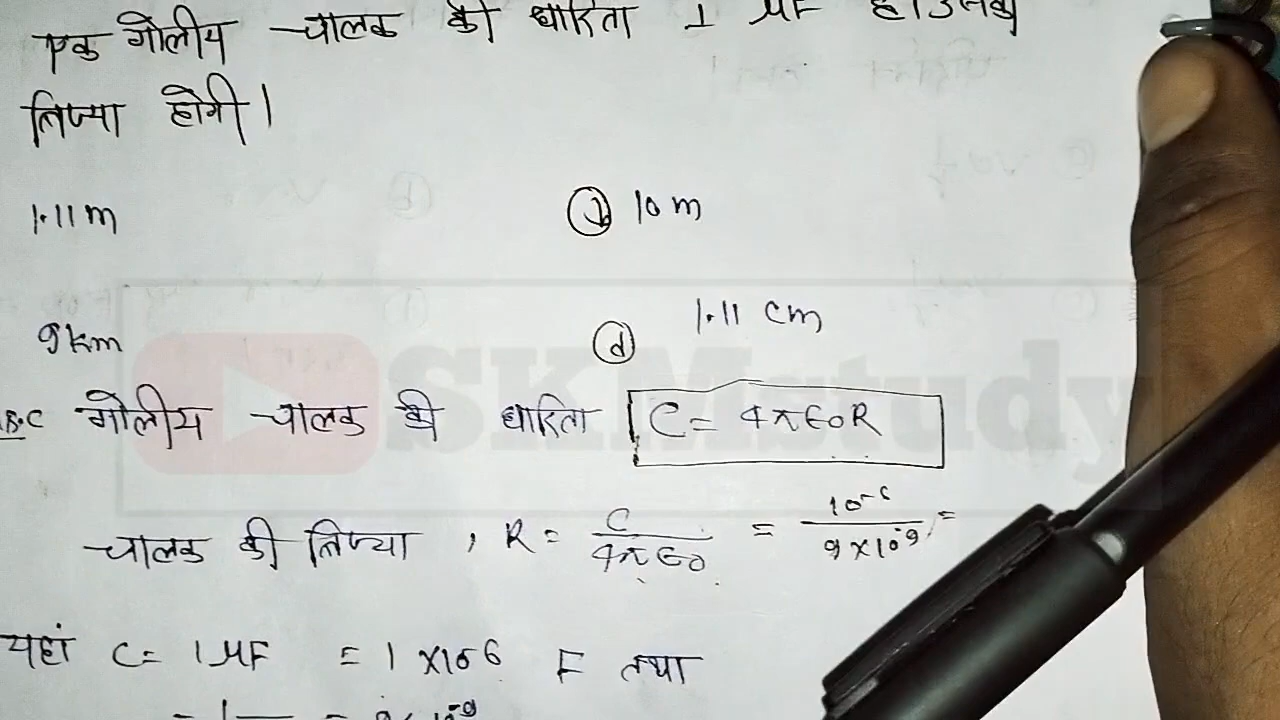 एक गोलीय चालक की धारिता 1 μF है। उसकी
त्रिज्या होगी।
1.11 m
ⓑ 10 m
9 km
ⓓ 1.11 cm
गोलीय चालक की धारिता C = 4πε0R
चालक की त्रिज्या , R = C / 4πε0 = 10^-6 / 9×10^9 =
यहां C = 1 μF = 1 × 10^-6 F तथा
SKMstudy